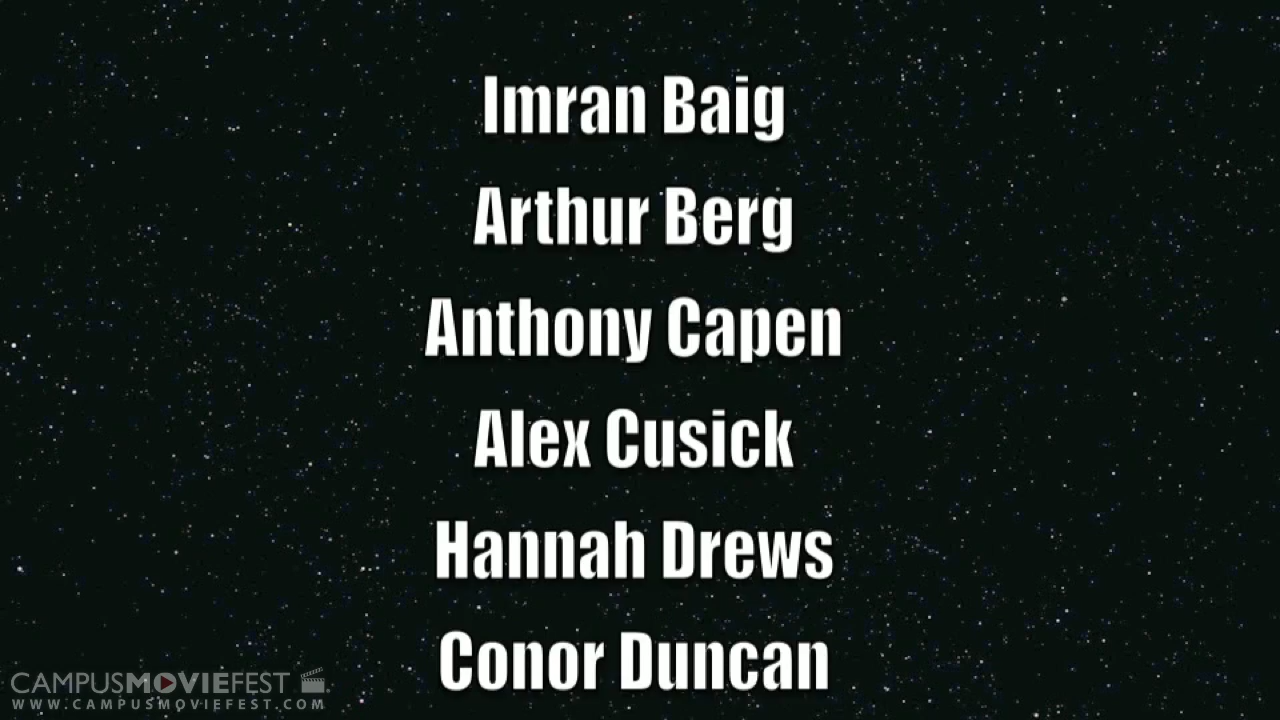 Imran Baig
Arthur Berg
Anthony Capen
Alex Cusick
Hannah Drews
Conor Duncan
CAMPUSMOVIEFEST
WWW.CAMPUSMOVIEFEST.COM